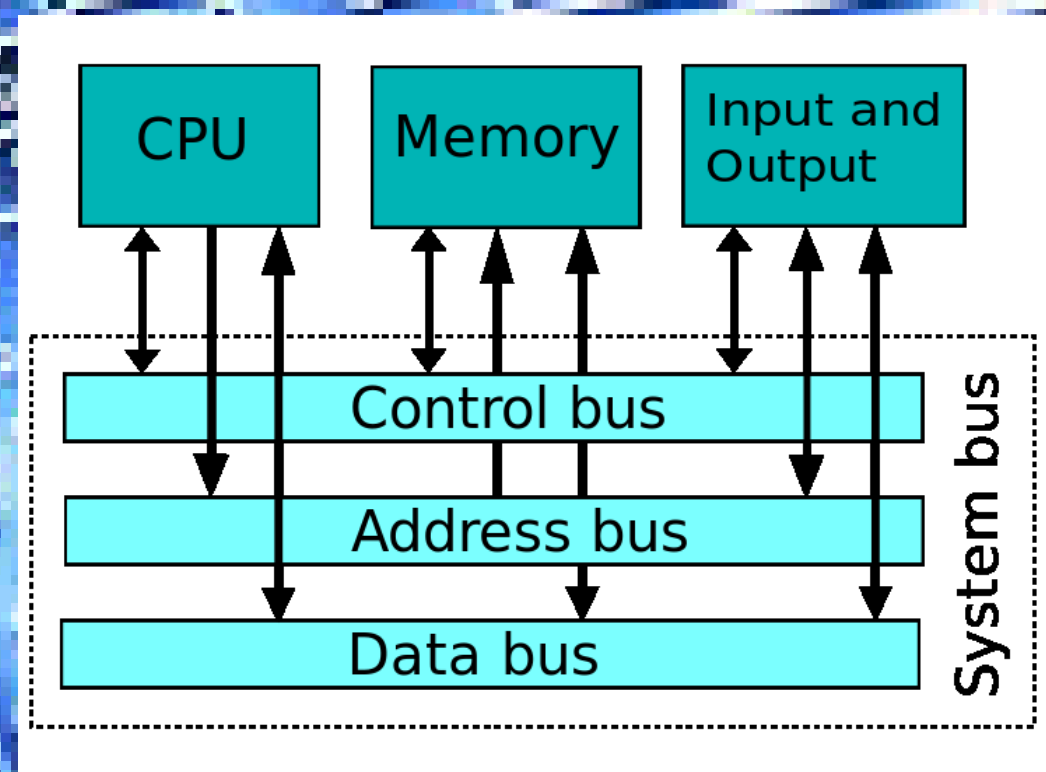 CPU
Memory
Input and
Output
Control bus
Address bus
Data bus
System bus